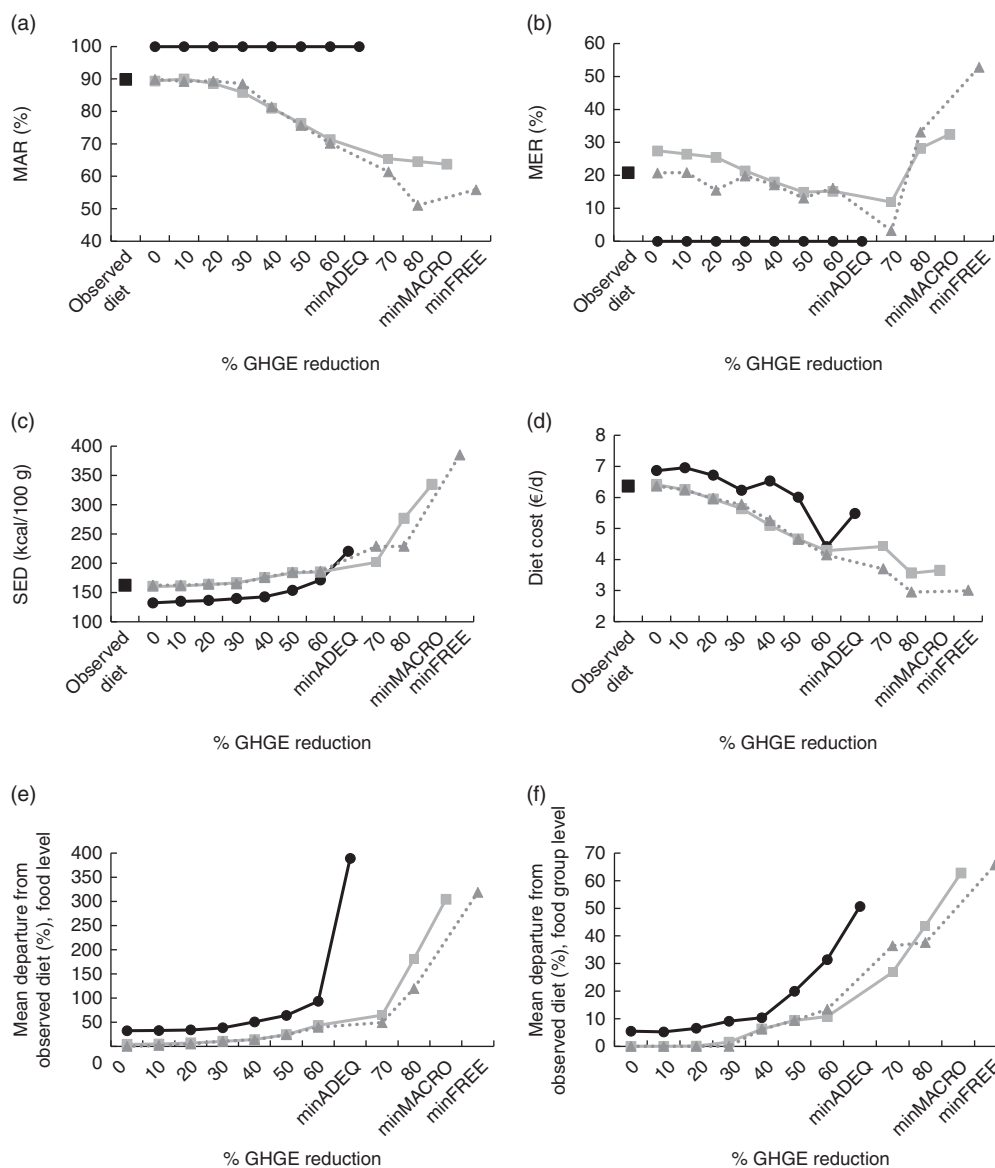 (a)
MAR (%)
100
90
80
70
60
50
40
Observed
diet
0
10
20
30
40
50
60
minADEQ
70
80
minMACRO
minFREE
% GHGE reduction
(b)
MER (%)
60
50
40
30
20
10
0
Observed
diet
0
10
20
30
40
50
60
minADEQ
70
80
minMACRO
minFREE
% GHGE reduction
(c)
SED (kcal/100 g)
400
350
300
250
200
150
100
Observed
diet
0
10
20
30
40
50
60
minADEQ
70
80
minMACRO
minFREE
% GHGE reduction
(d)
Diet cost (€/d)
8
7
6
5
4
3
2
Observed
diet
0
10
20
30
40
50
60
minADEQ
70
80
minMACRO
minFREE
% GHGE reduction
(e)
Mean departure from
observed diet (%), food level
400
350
300
250
200
150
100
50
0
0
10
20
30
40
50
60
minADEQ
70
80
minMACRO
minFREE
% GHGE reduction
(f)
Mean departure from
observed diet (%), food group level
70
60
50
40
30
20
10
0
0
10
20
30
40
50
60
minADEQ
70
80
minMACRO
minFREE
% GHGE reduction